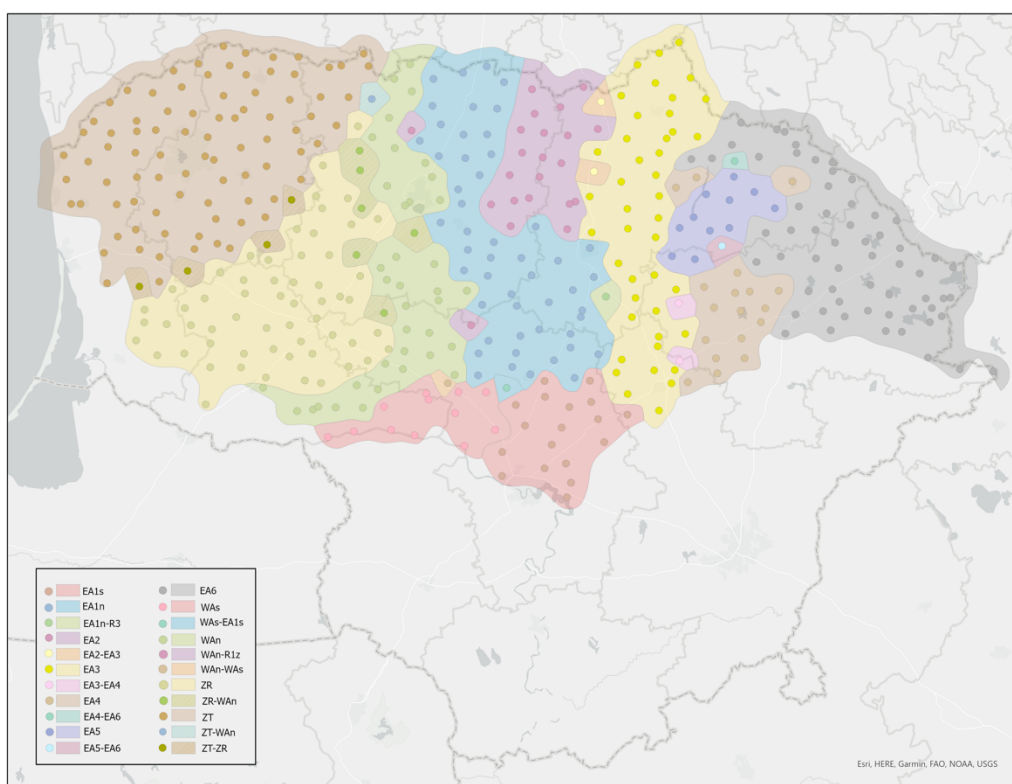 EA1s
EA1n
EA1n-R3
EA2
EA2-EA3
EA3
EA3-EA4
EA4
EA4-EA6
EA5
EA5-EA6
EA6
WAs
WAs-EA1s
WAn
WAn-R1z
WAn-WAs
ZR
ZR-WAn
ZT
ZT-WAn
ZT-ZR
Esri, HERE, Garmin, FAO, NOAA, USGS